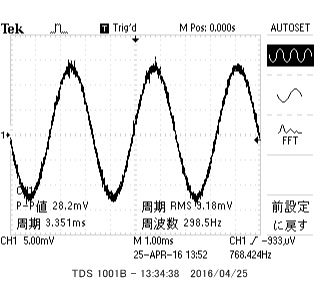 Tek
T Trig'd
M Pos: 0.000s
AUTOSET
FFT
1
CH1
P-P値 28.2mV
周期 RMS 9.18mV
周期 3.351ms
周波数 298.5Hz
前設定
に戻す
CH1 5.00mV
M 1.00ms
CH1 -933μV
25-APR-16 13:52
768.424Hz
TDS 1001B - 13:34:38 2016/04/25